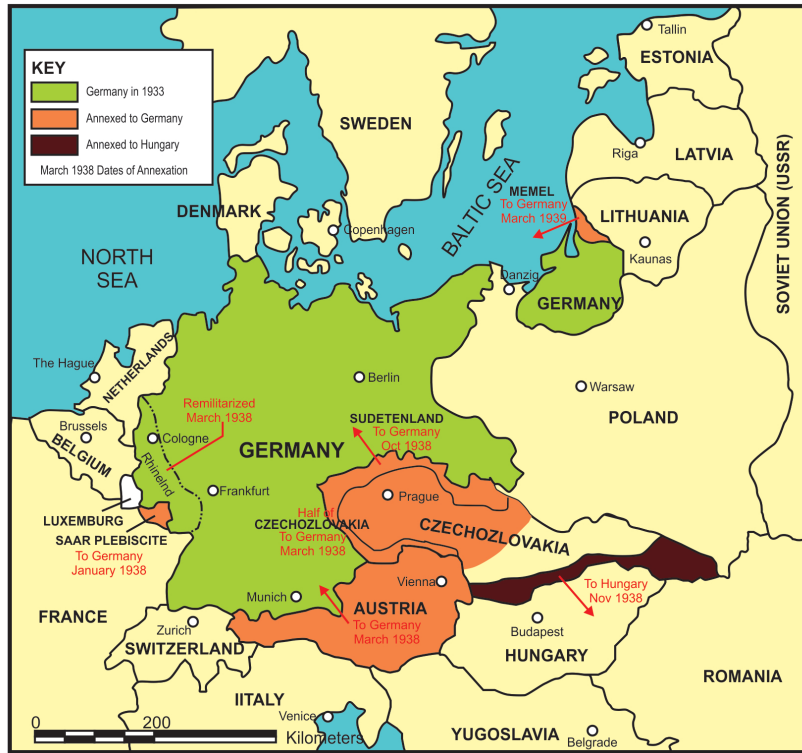 KEY
Germany in 1933
Annexed to Germany
Annexed to Hungary
March 1938 Dates of Annexation
Tallin
ESTONIA
SWEDEN
Riga
LATVIA
SOVIET UNION (USSR)
BALTIC SEA
MEMEL
To Germany
March 1939
LITHUANIA
Kaunas
DENMARK
Copenhagen
NORTH
SEA
Danzig
GERMANY
The Hague
NETHERLANDS
Berlin
Warsaw
POLAND
Remilitarized
March 1938
SUDETENLAND
To Germany
Oct 1938
Brussels
BELGIUM
Cologne
Rhinelnd
GERMANY
Frankfurt
Prague
LUXEMBURG
Half of
CZECHOZLOVAKIA
To Germany
March 1938
CZECHOZLOVAKIA
SAAR PLEBISCITE
To Germany
January 1938
Vienna
To Hungary
Nov 1938
Munich
AUSTRIA
To Germany
March 1938
FRANCE
Zurich
SWITZERLAND
Budapest
HUNGARY
ROMANIA
IITALY
Venice
0
200
Kilometers
YUGOSLAVIA
Belgrade